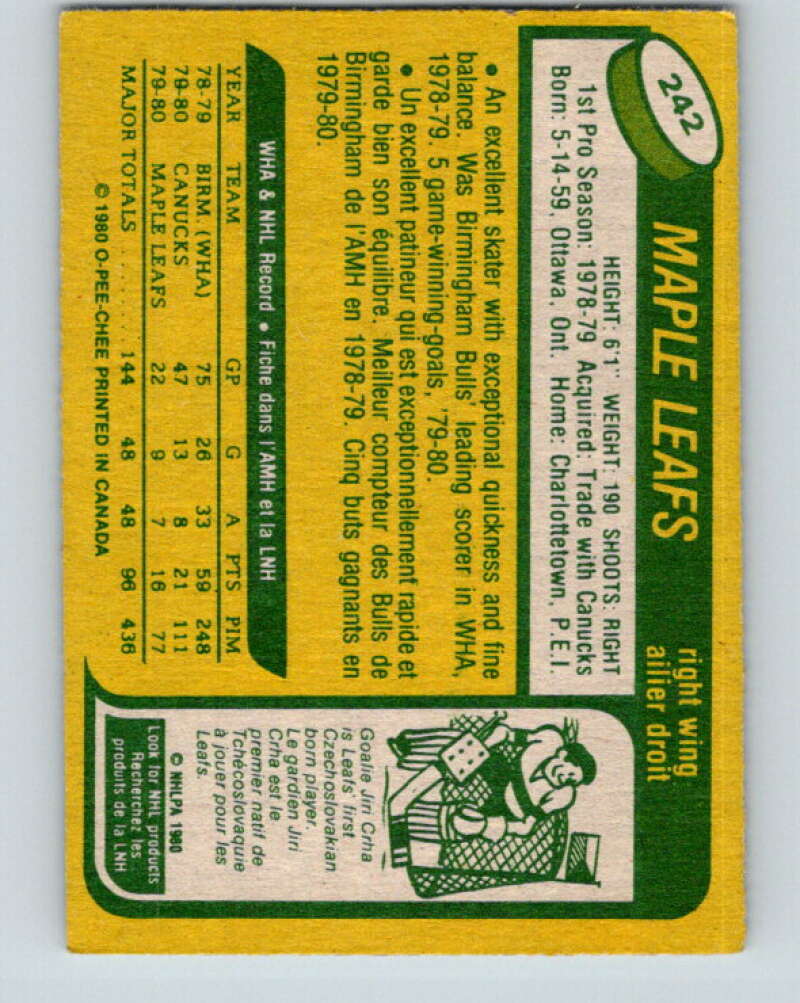 242
MAPLE LEAFS
right wing
ailier droit
HEIGHT: 6'1" WEIGHT: 190 SHOOTS: RIGHT
1st Pro Season: 1978-79 Acquired: Trade with Canucks
Born: 5-14-59, Ottawa, Ont. Home: Charlottetown, P.E.I.
• An excellent skater with exceptional quickness and fine
balance. Was Birmingham Bulls' leading scorer in WHA,
1978-79. 5 game-winning-goals, '79-80.
• Un excellent patineur qui est exceptionnellement rapide et
garde bien son équilibre. Meilleur compteur des Bulls de
Birmingham de l'AMH en 1978-79. Cinq buts gagnants en
1979-80.
WHA & NHL Record • Fiche dans l'AMH et la LNH
YEAR TEAM GP G A PTS PIM
78-79 BIRM. (WHA) 75 26 33 59 248
79-80 CANUCKS 47 13 8 21 111
79-80 MAPLE LEAFS 22 9 7 16 77
MAJOR TOTALS ........ 144 48 48 96 436
© 1980 O-PEE-CHEE PRINTED IN CANADA
Goalie Jiri Crha
is Leafs' first
Czechoslovakian
born player.
Le gardien Jiri
Crha est le
premier natif de
Tchécoslovaquie
à jouer pour les
Leafs.
© NHLPA 1980
Look for NHL products
Recherchez les
produits de la LNH